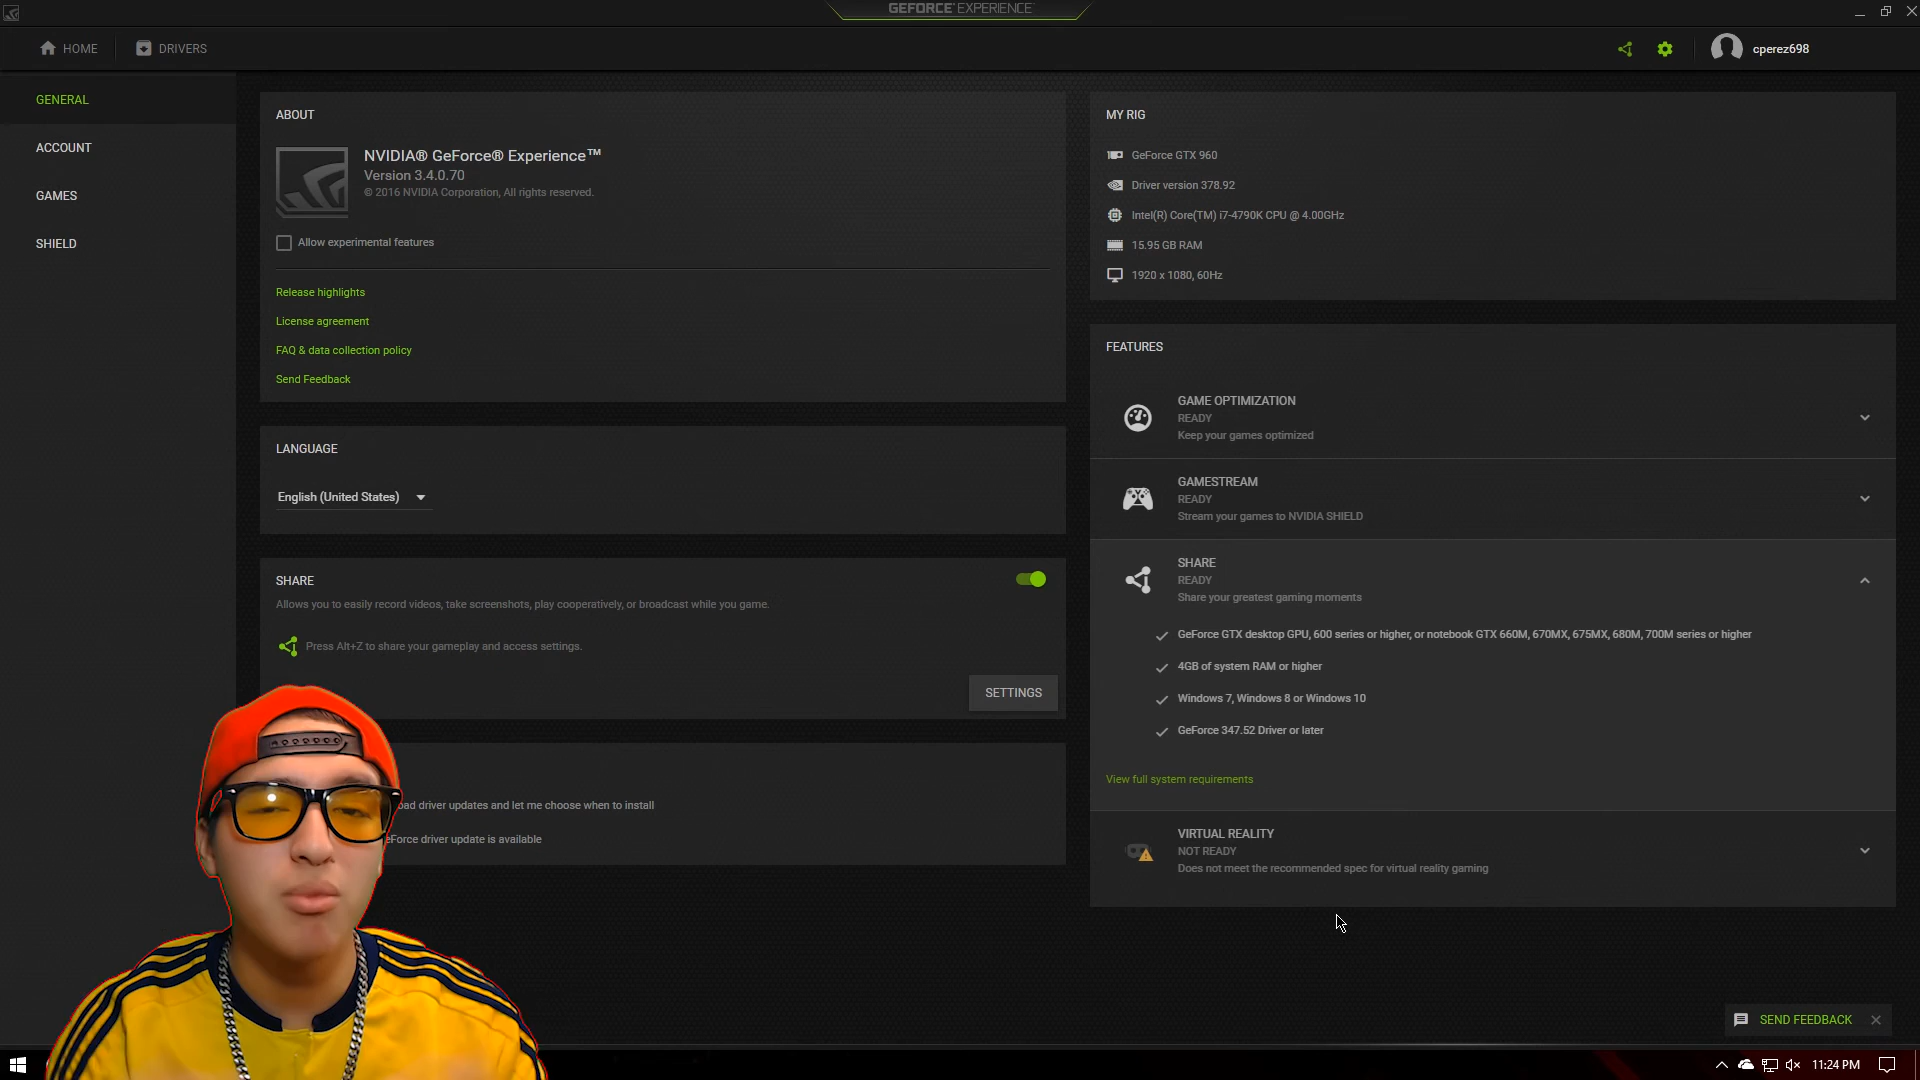 GEFORCE® EXPERIENCE™
HOME
DRIVERS
cperez698
GENERAL
ACCOUNT
GAMES
SHIELD
ABOUT
NVIDIA® GeForce® Experience™
Version 3.4.0.70
© 2016 NVIDIA Corporation, All rights reserved.
Allow experimental features
Release highlights
License agreement
FAQ & data collection policy
Send Feedback
LANGUAGE
English (United States)
SHARE
Allows you to easily record videos, take screenshots, play cooperatively, or broadcast while you game.
Press Alt+Z to share your gameplay and access settings.
SETTINGS
driver updates and let me choose when to install
driver update is available
MY RIG
GeForce GTX 960
Driver version 378.92
Intel(R) Core(TM) i7-4790K CPU @ 4.00GHz
15.95 GB RAM
1920 x 1080, 60Hz
FEATURES
GAME OPTIMIZATION
READY
Keep your games optimized
GAMESTREAM
READY
Stream your games to NVIDIA SHIELD
SHARE
READY
Share your greatest gaming moments
GeForce GTX desktop GPU, 600 series or higher, or notebook GTX 660M, 670MX, 675MX, 680M, 700M series or higher
4GB of system RAM or higher
Windows 7, Windows 8 or Windows 10
GeForce 347.52 Driver or later
View full system requirements
VIRTUAL REALITY
NOT READY
Does not meet the recommended spec for virtual reality gaming
SEND FEEDBACK
11:24 PM